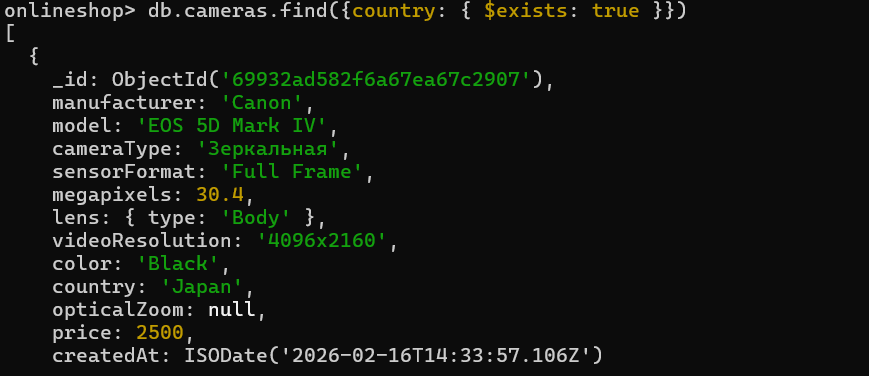 onlineshop> db.cameras.find({country: { $exists: true }})
[
  {
    _id: ObjectId('69932ad582f6a67ea67c2907'),
    manufacturer: 'Canon',
    model: 'EOS 5D Mark IV',
    cameraType: 'Зеркальная',
    sensorFormat: 'Full Frame',
    megapixels: 30.4,
    lens: { type: 'Body' },
    videoResolution: '4096x2160',
    color: 'Black',
    country: 'Japan',
    opticalZoom: null,
    price: 2500,
    createdAt: ISODate('2026-02-16T14:33:57.106Z')